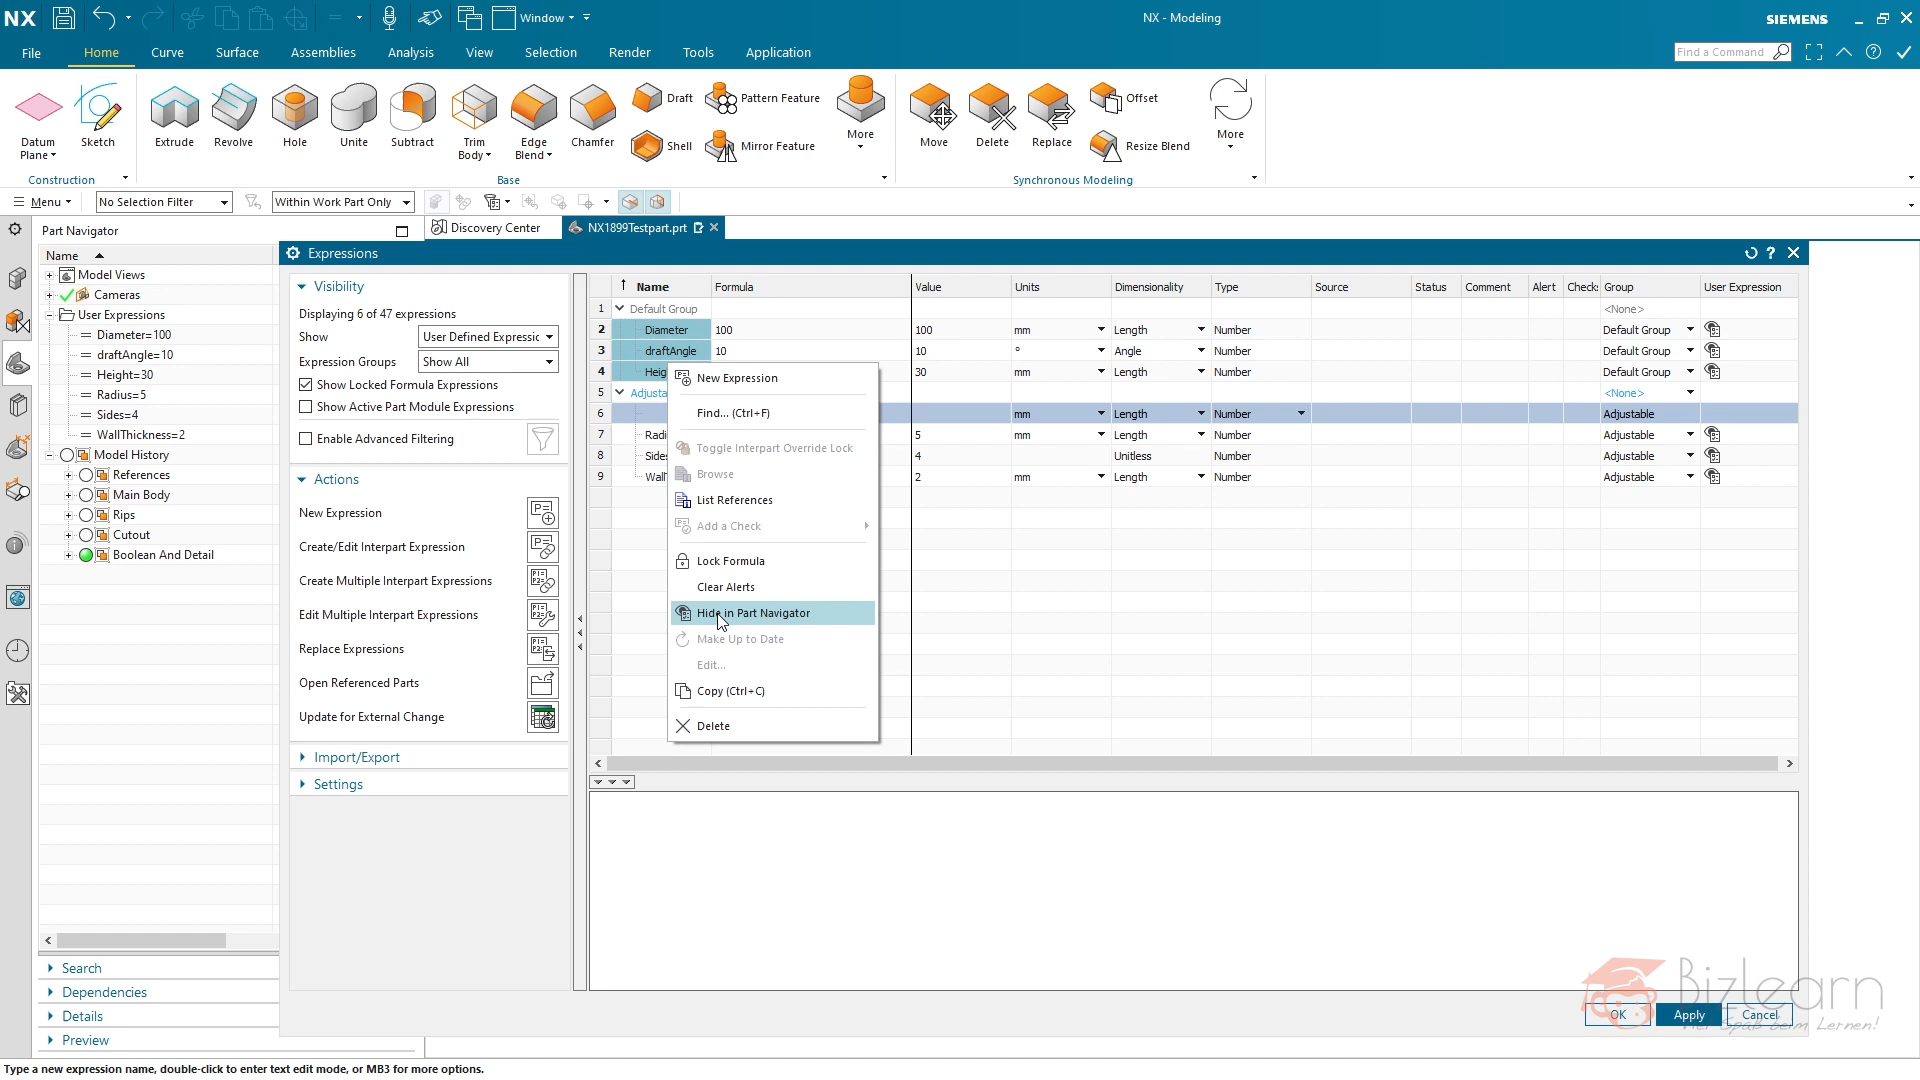 NX
Window
NX - Modeling
SIEMENS
File
Home
Curve
Surface
Assemblies
Analysis
View
Selection
Render
Tools
Application
Find a Command
Datum
Plane
Sketch
Extrude
Revolve
Hole
Unite
Subtract
Trim
Body
Edge
Blend
Chamfer
Draft
Shell
Pattern Feature
Mirror Feature
More
Move
Delete
Replace
Offset
Resize Blend
More
Construction
Base
Synchronous Modeling
Menu
No Selection Filter
Within Work Part Only
Part Navigator
Discovery Center
NX1899Testpart.prt
Name
Model Views
Cameras
User Expressions
Diameter=100
draftAngle=10
Height=30
Radius=5
Sides=4
WallThickness=2
Model History
References
Main Body
Rips
Cutout
Boolean And Detail
Search
Dependencies
Details
Preview
Expressions
Visibility
Displaying 6 of 47 expressions
Show
User Defined Expressic
Expression Groups
Show All
Show Locked Formula Expressions
Show Active Part Module Expressions
Enable Advanced Filtering
Actions
New Expression
Create/Edit Interpart Expression
Create Multiple Interpart Expressions
Edit Multiple Interpart Expressions
Replace Expressions
Open Referenced Parts
Update for External Change
Import/Export
Settings
Name Formula Value Units Dimensionality Type Source Status Comment Alert Checks Group User Expression
1 Default Group <None>
2 Diameter 100 100 mm Length Number Default Group
3 draftAngle 10 10 ° Angle Number Default Group
4 Heig 30 mm Length Number Default Group
5 Adjusta <None>
6 mm Length Number Adjustable
7 Radi 5 mm Length Number Adjustable
8 Sides 4 Unitless Number Adjustable
9 Wall 2 mm Length Number Adjustable
New Expression
Find... (Ctrl+F)
Toggle Interpart Override Lock
Browse
List References
Add a Check
Lock Formula
Clear Alerts
Hide in Part Navigator
Make Up to Date
Edit...
Copy (Ctrl+C)
Delete
Bizlearn
Viel Spaß beim Lernen!
OK
Apply
Cancel
Type a new expression name, double-click to enter text edit mode, or MB3 for more options.